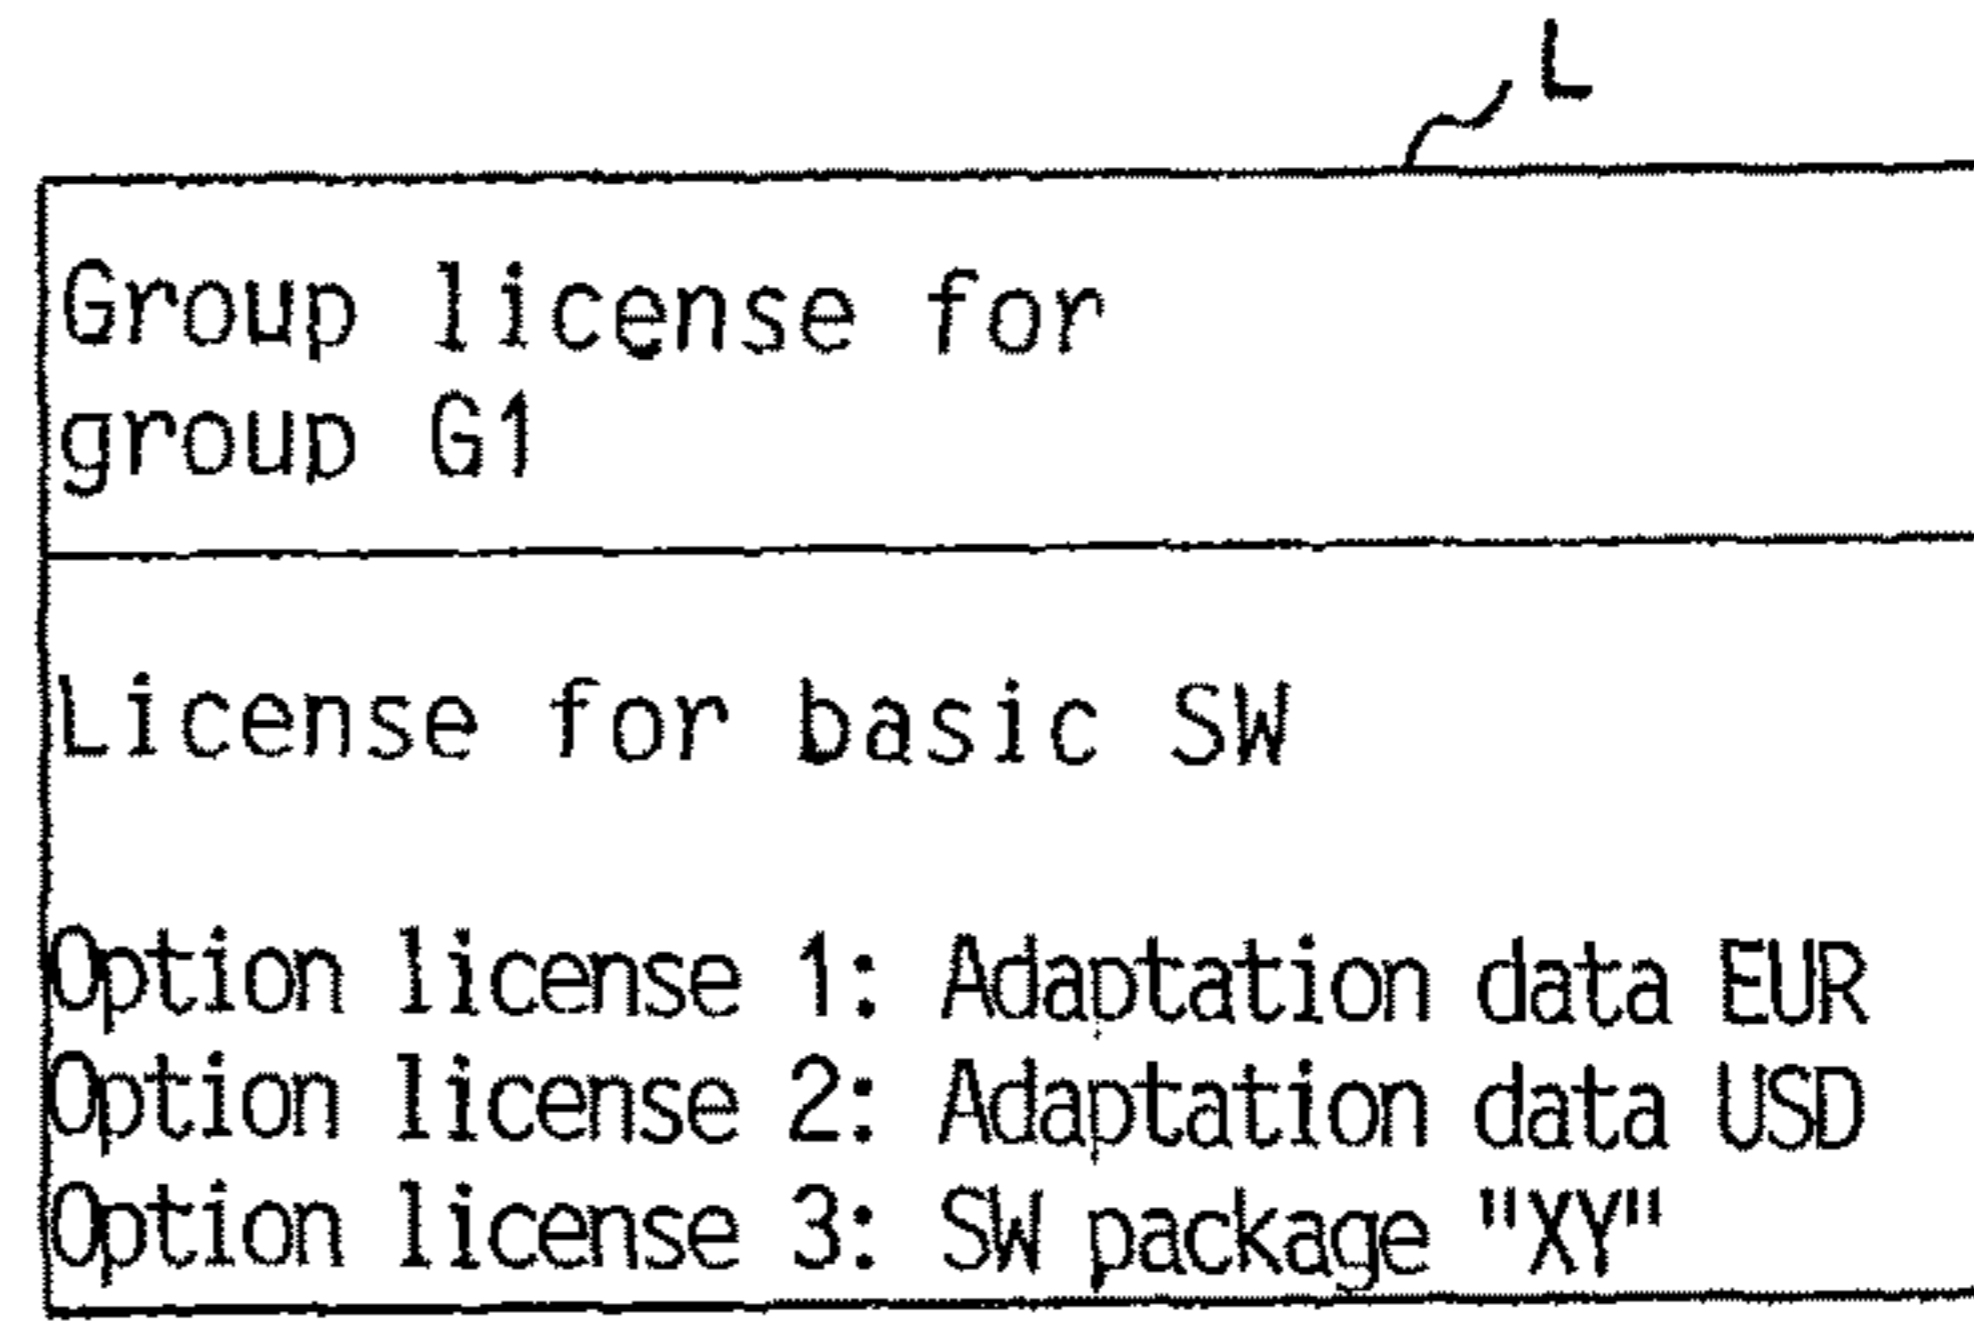 L
Group license for
group G1
License for basic SW
Option license 1: Adaptation data EUR
Option license 2: Adaptation data USD
Option license 3: SW package "XY"